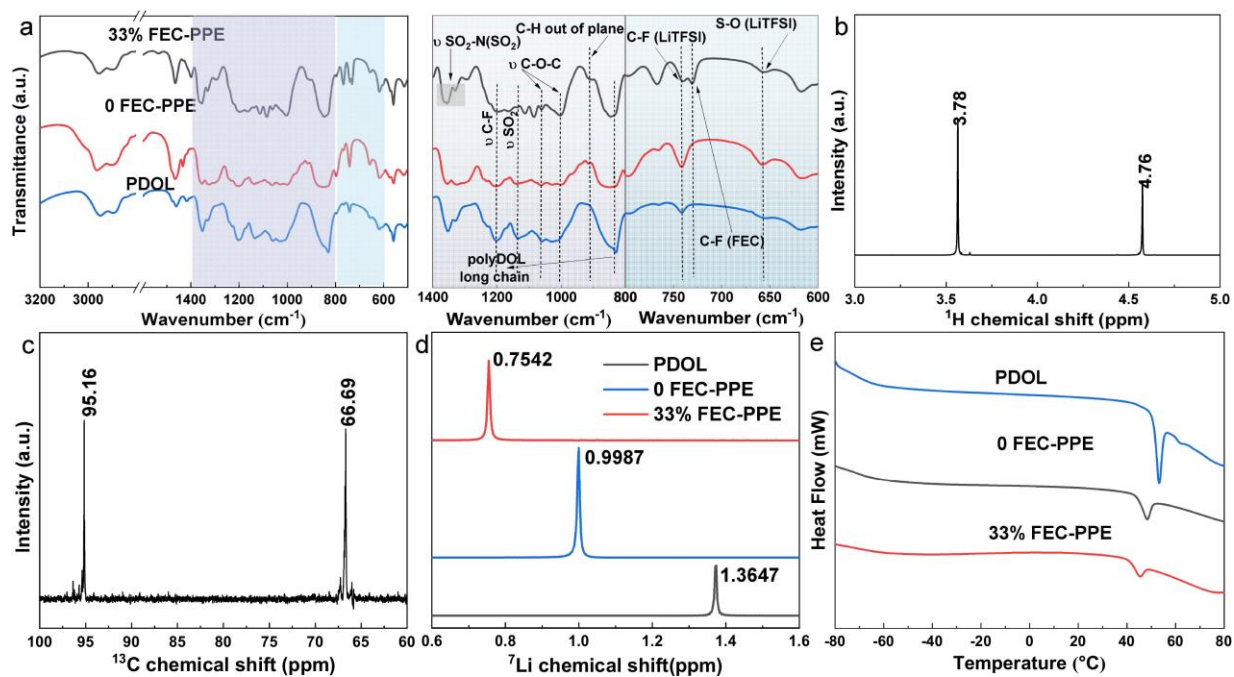 a
33% FEC-PPE
0 FEC-PPE
PDOL
Transmittance (a.u.)
3200 3000 1400 1200 1000 800 600
Wavenumber (cm-1)
υ SO2-N(SO2)
C-H out of plane
υ C-O-C
C-F (LiTFSI)
S-O (LiTFSI)
υ C-F
υ SO2
C-F (FEC)
polyDOL
long chain
1400 1300 1200 1100 1000 800 750 700 650 600
Wavenumber (cm-1) Wavenumber (cm-1)
b
3.78
4.76
Intensity (a.u.)
3.0 3.5 4.0 4.5 5.0
1H chemical shift (ppm)
c
95.16
66.69
Intensity (a.u.)
100 95 90 85 80 75 70 65 60
13C chemical shift (ppm)
d
0.7542
PDOL
0 FEC-PPE
33% FEC-PPE
0.9987
1.3647
0.6 0.8 1.0 1.2 1.4 1.6
7Li chemical shift(ppm)
e
PDOL
0 FEC-PPE
33% FEC-PPE
Heat Flow (mW)
-80 -60 -40 -20 0 20 40 60 80
Temperature (°C)